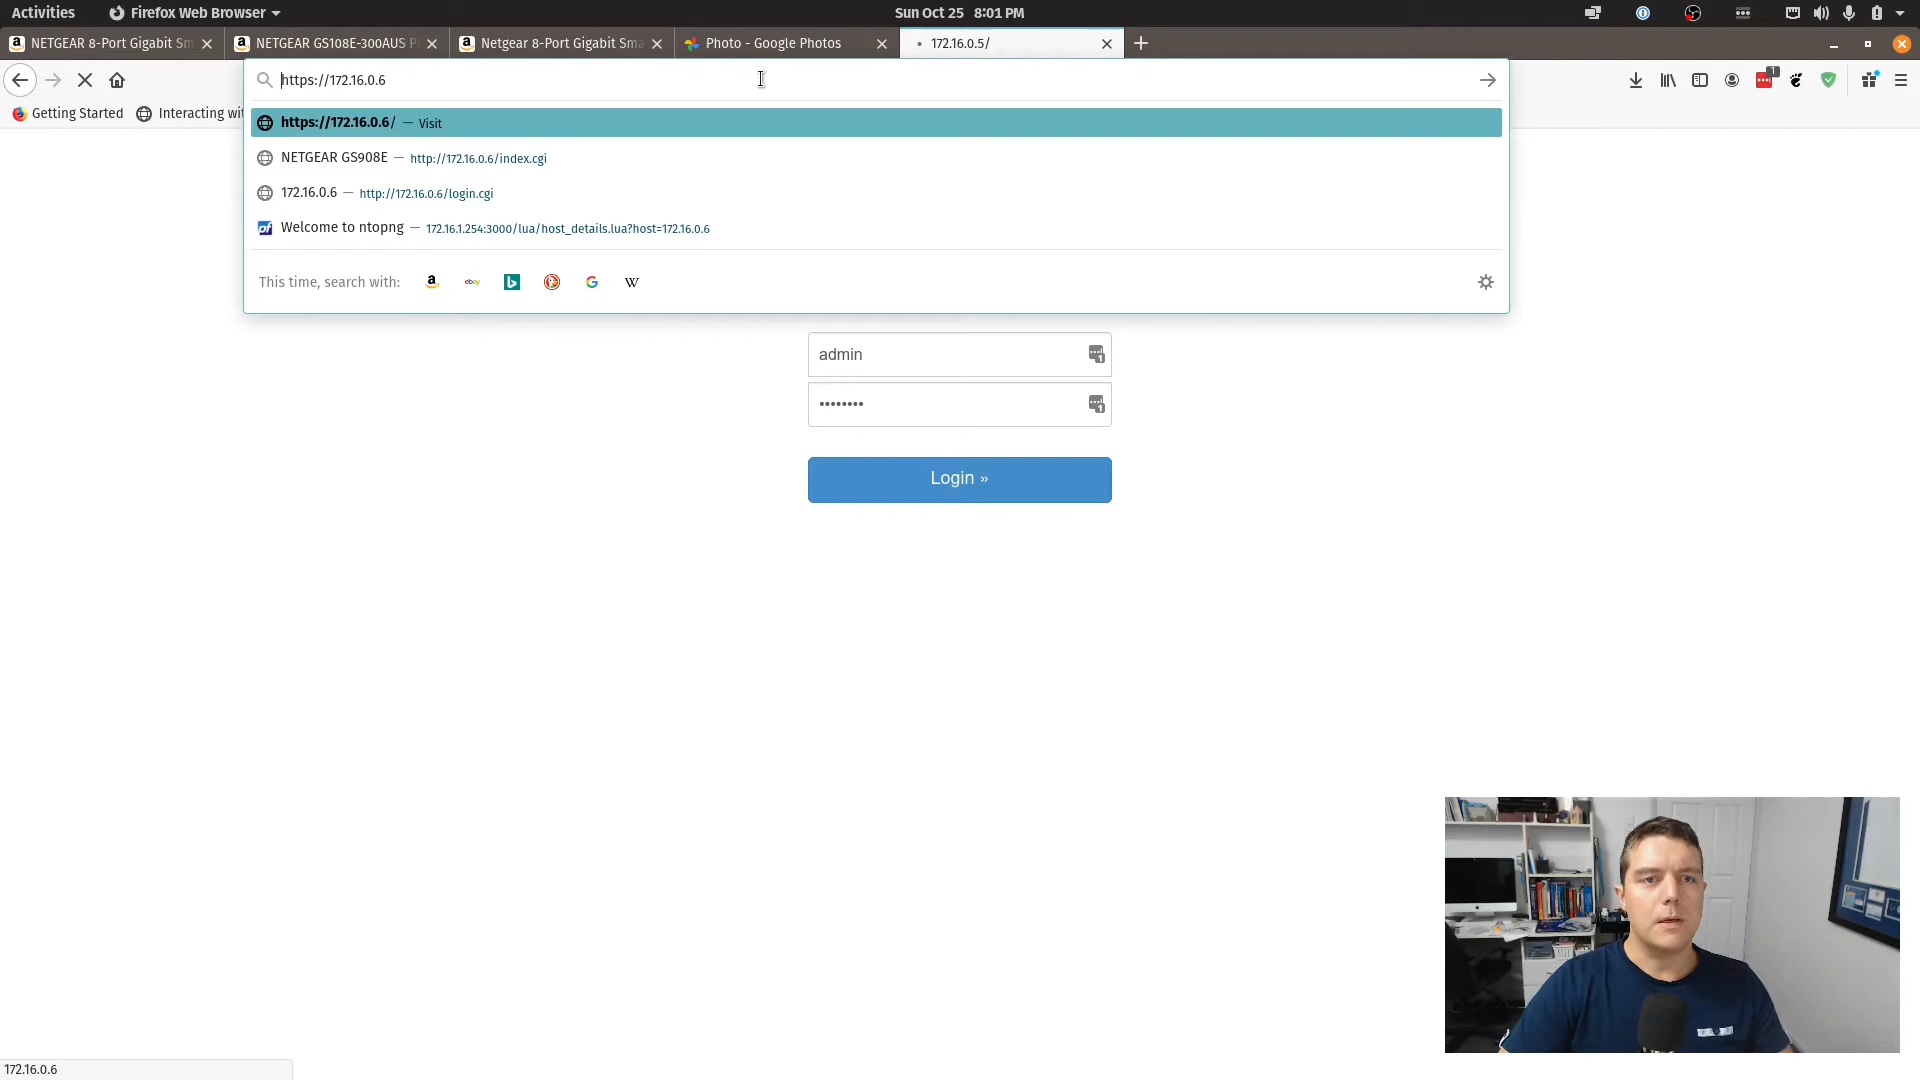 Activities Firefox Web Browser Sun Oct 25 8:01 PM
NETGEAR 8-Port Gigabit Sm NETGEAR GS108E-300AUS P Netgear 8-Port Gigabit Sma Photo - Google Photos • 172.16.0.5/
https://172.16.0.6
1
Getting Started Interacting wit
https://172.16.0.6/ — Visit
NETGEAR GS908E — http://172.16.0.6/index.cgi
172.16.0.6 — http://172.16.0.6/login.cgi
Welcome to ntopng — 172.16.1.254:3000/lua/host_details.lua?host=172.16.0.6
This time, search with: a ebay b G W
admin
••••••••
Login »
172.16.0.6